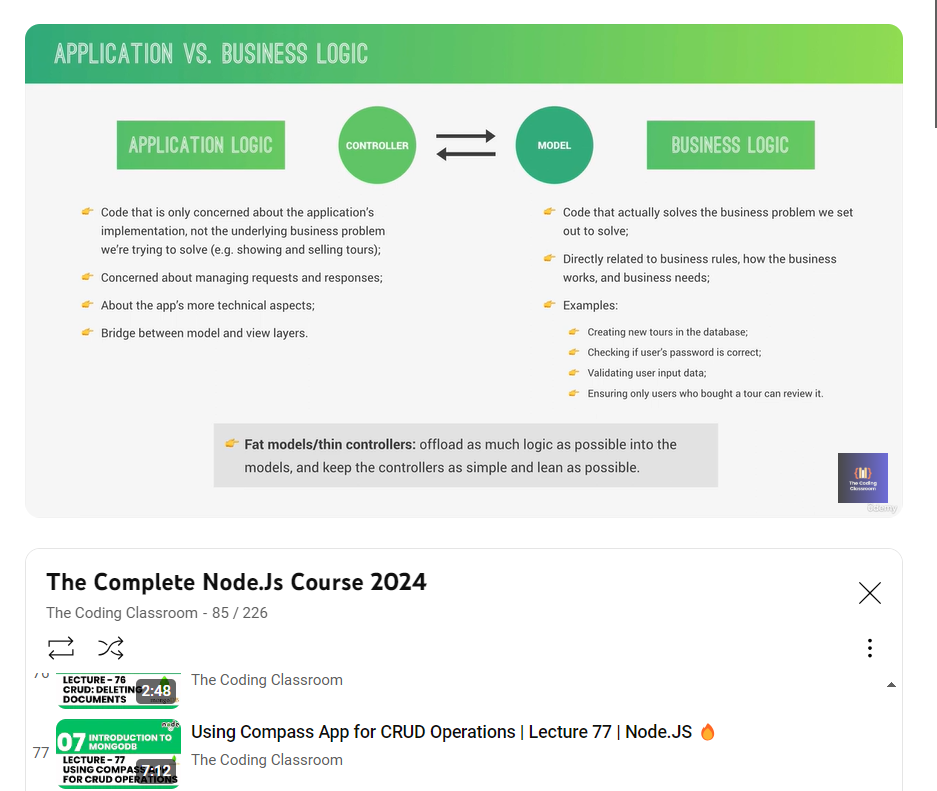 APPLICATION VS. BUSINESS LOGIC
APPLICATION LOGIC
CONTROLLER
MODEL
BUSINESS LOGIC
Code that is only concerned about the application's
implementation, not the underlying business problem
we're trying to solve (e.g. showing and selling tours);
Concerned about managing requests and responses;
About the app's more technical aspects;
Bridge between model and view layers.
Code that actually solves the business problem we set
out to solve;
Directly related to business rules, how the business
works, and business needs;
Examples:
Creating new tours in the database;
Checking if user's password is correct;
Validating user input data;
Ensuring only users who bought a tour can review it.
Fat models/thin controllers: offload as much logic as possible into the
models, and keep the controllers as simple and lean as possible.
The Coding
Classroom
Udemy
The Complete Node.Js Course 2024
The Coding Classroom - 85 / 226
76
LECTURE - 76
CRUD: DELETING
DOCUMENTS
2:48
The Coding Classroom
77
node
07 INTRODUCTION TO
MONGODB
LECTURE - 77
USING COMPASS APP
FOR CRUD OPERATIONS
7:12
Using Compass App for CRUD Operations | Lecture 77 | Node.JS 🔥
The Coding Classroom